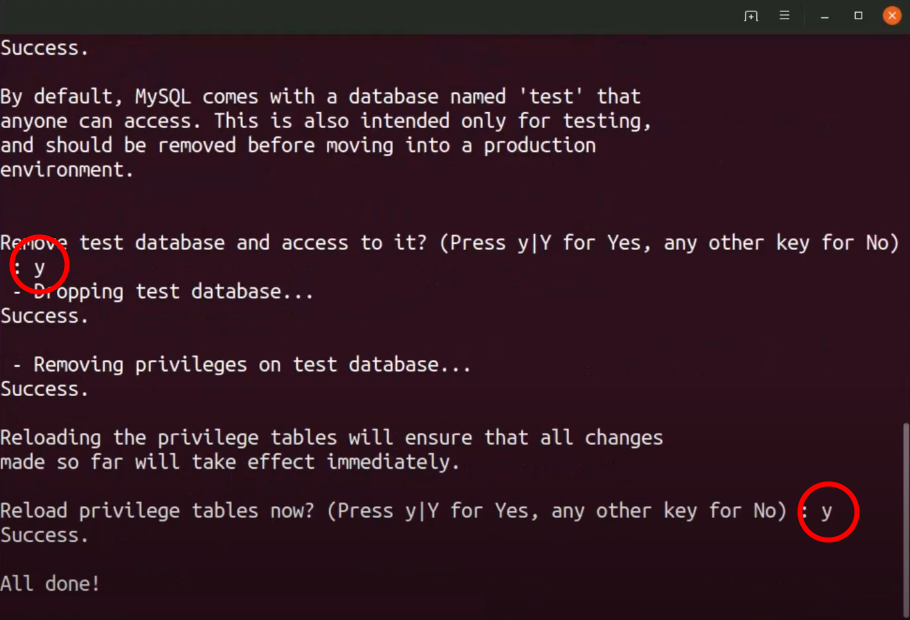 Success.
By default, MySQL comes with a database named 'test' that
anyone can access. This is also intended only for testing,
and should be removed before moving into a production
environment.
Remove test database and access to it? (Press y|Y for Yes, any other key for No)
: y
- Dropping test database...
Success.
- Removing privileges on test database...
Success.
Reloading the privilege tables will ensure that all changes
made so far will take effect immediately.
Reload privilege tables now? (Press y|Y for Yes, any other key for No) : y
Success.
All done!